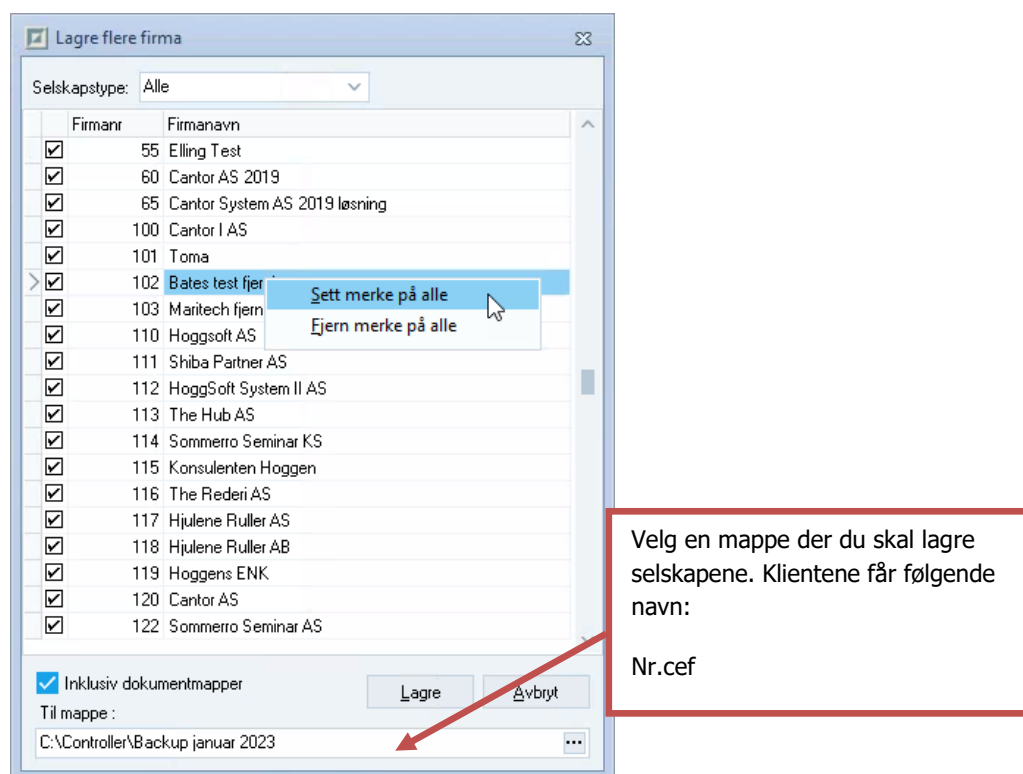 Lagre flere firma
Selskapstype: Alle
Firmanr Firmanavn
55 Elling Test
60 Cantor AS 2019
65 Cantor System AS 2019 løsning
100 Cantor I AS
101 Toma
102 Bates test
Sett merke på alle
103 Maritech fjern
Fjern merke på alle
110 Hoggsoft AS
111 Shiba Partner AS
112 HoggSoft System II AS
113 The Hub AS
114 Sommerro Seminar KS
115 Konsulenten Hoggen
116 The Rederi AS
117 Hjulene Ruller AS
118 Hjulene Ruller AB
119 Hoggens ENK
120 Cantor AS
122 Sommerro Seminar AS
Velg en mappe der du skal lagre
selskapene. Klientene får følgende
navn:
Nr.cef
Inklusiv dokumentmapper
Lagre Avbryt
Til mappe :
C:\Controller\Backup januar 2023